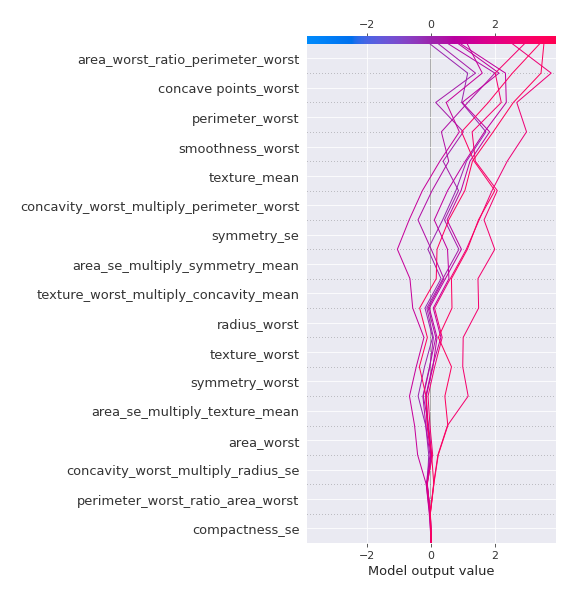 −2 0 2
area_worst_ratio_perimeter_worst
concave points_worst
perimeter_worst
smoothness_worst
texture_mean
concavity_worst_multiply_perimeter_worst
symmetry_se
area_se_multiply_symmetry_mean
texture_worst_multiply_concavity_mean
radius_worst
texture_worst
symmetry_worst
area_se_multiply_texture_mean
area_worst
concavity_worst_multiply_radius_se
perimeter_worst_ratio_area_worst
compactness_se
−2 0 2
Model output value